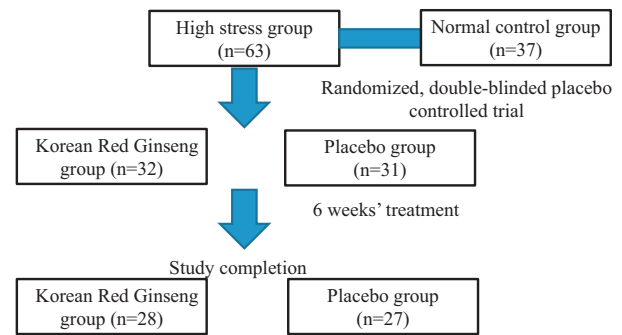 High stress group
(n=63)
Normal control group
(n=37)
Randomized, double-blinded placebo
controlled trial
Korean Red Ginseng
group (n=32)
Placebo group
(n=31)
6 weeks’ treatment
Study completion
Korean Red Ginseng
group (n=28)
Placebo group
(n=27)